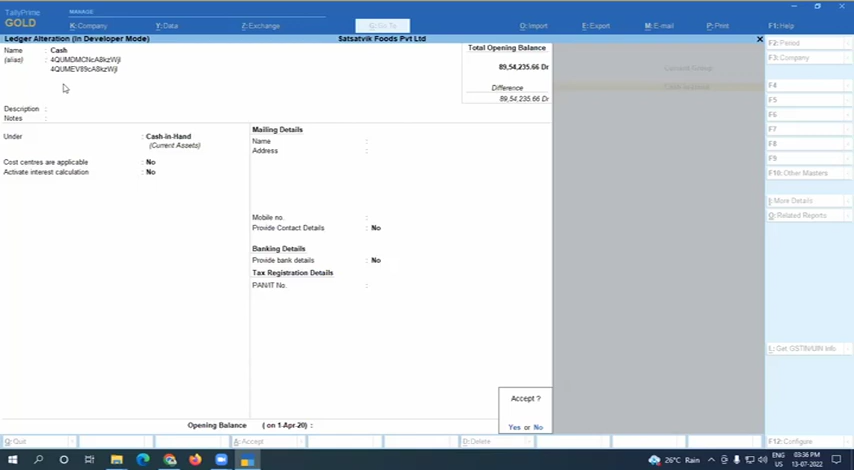 TallyPrime
GOLD
MANAGE
K: Company
Y: Data
Z: Exchange
G: Go To
O: Import
E: Export
M: E-mail
P: Print
F1: Help
Ledger Alteration (In Developer Mode)
Satsatvik Foods Pvt Ltd
Name : Cash
(alias) : 4QUMDMCNcA8kzWjl
4QUMEV89cA8kzWjl
Description :
Notes :
Total Opening Balance
89,54,235.66 Dr
Difference
89,54,235.66 Dr
Under : Cash-in-Hand
(Current Assets)
Cost centres are applicable : No
Activate interest calculation : No
Mailing Details
Name :
Address :
Mobile no. :
Provide Contact Details : No
Banking Details
Provide bank details : No
Tax Registration Details
PAN/IT No. :
Accept ?
Yes or No
Opening Balance ( on 1-Apr-20) :
F2: Period
F3: Company
F4
F5
F6
F7
F8
F9
F10: Other Masters
I: More Details
O: Related Reports
L: Get GSTIN/UIN Info
F12: Configure
Q: Quit
A: Accept
D: Delete
26°C Rain
ENG
US
03:36 PM
13-07-2022